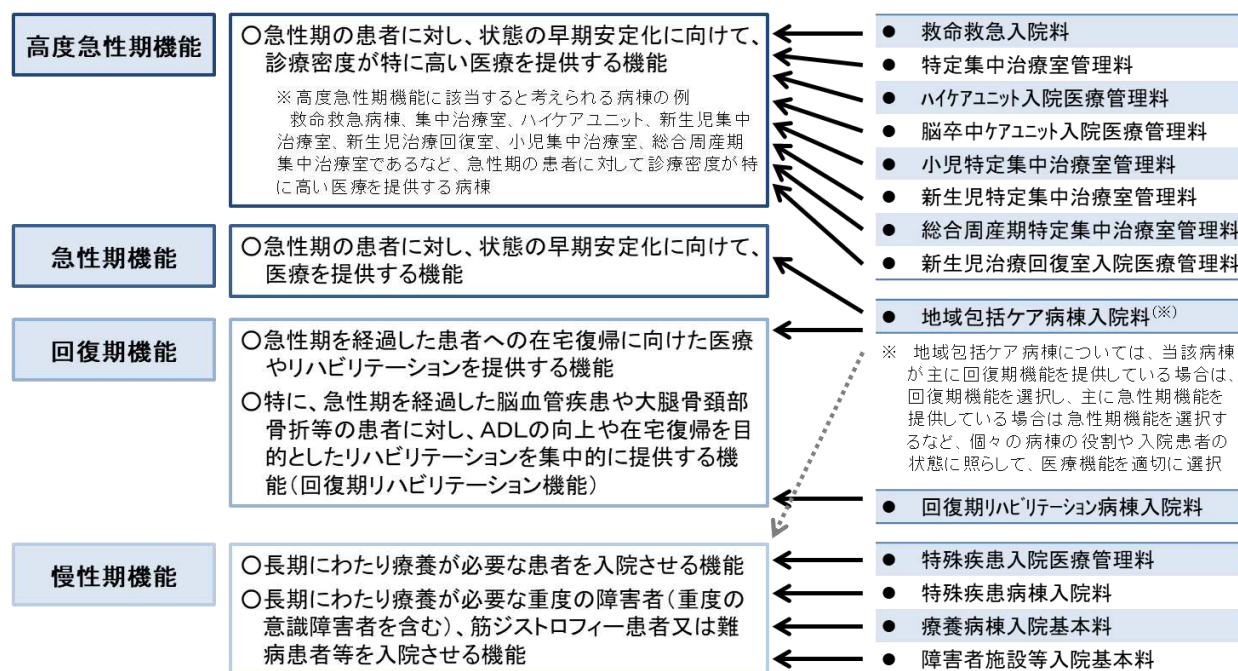 高度急性期機能
○急性期の患者に対し、状態の早期安定化に向けて、
診療密度が特に高い医療を提供する機能
※高度急性期機能に該当すると考えられる病棟の例
救命救急病棟、集中治療室、ハイケアユニット、新生児集中
治療室、新生児治療回復室、小児集中治療室、総合周産期
集中治療室であるなど、急性期の患者に対して診療密度が特
に高い医療を提供する病棟
急性期機能
○急性期の患者に対し、状態の早期安定化に向けて、
医療を提供する機能
回復期機能
○急性期を経過した患者への在宅復帰に向けた医療
やリハビリテーションを提供する機能
○特に、急性期を経過した脳血管疾患や大腿骨頚部
骨折等の患者に対し、ADLの向上や在宅復帰を目
的としたリハビリテーションを集中的に提供する機
能(回復期リハビリテーション機能)
慢性期機能
○長期にわたり療養が必要な患者を入院させる機能
○長期にわたり療養が必要な重度の障害者(重度の
意識障害者を含む)、筋ジストロフィー患者又は難
病患者等を入院させる機能
● 救命救急入院料
● 特定集中治療室管理料
● ハイケアユニット入院医療管理料
● 脳卒中ケアユニット入院医療管理料
● 小児特定集中治療室管理料
● 新生児特定集中治療室管理料
● 総合周産期特定集中治療室管理料
● 新生児治療回復室入院医療管理料
● 地域包括ケア病棟入院料(※)
※ 地域包括ケア病棟については、当該病棟
が主に回復期機能を提供している場合は、
回復期機能を選択し、主に急性期機能を
提供している場合は急性期機能を選択す
るなど、個々の病棟の役割や入院患者の
状態に照らして、医療機能を適切に選択
● 回復期リハビリテーション病棟入院料
● 特殊疾患入院医療管理料
● 特殊疾患病棟入院料
● 療養病棟入院基本料
● 障害者施設等入院基本料